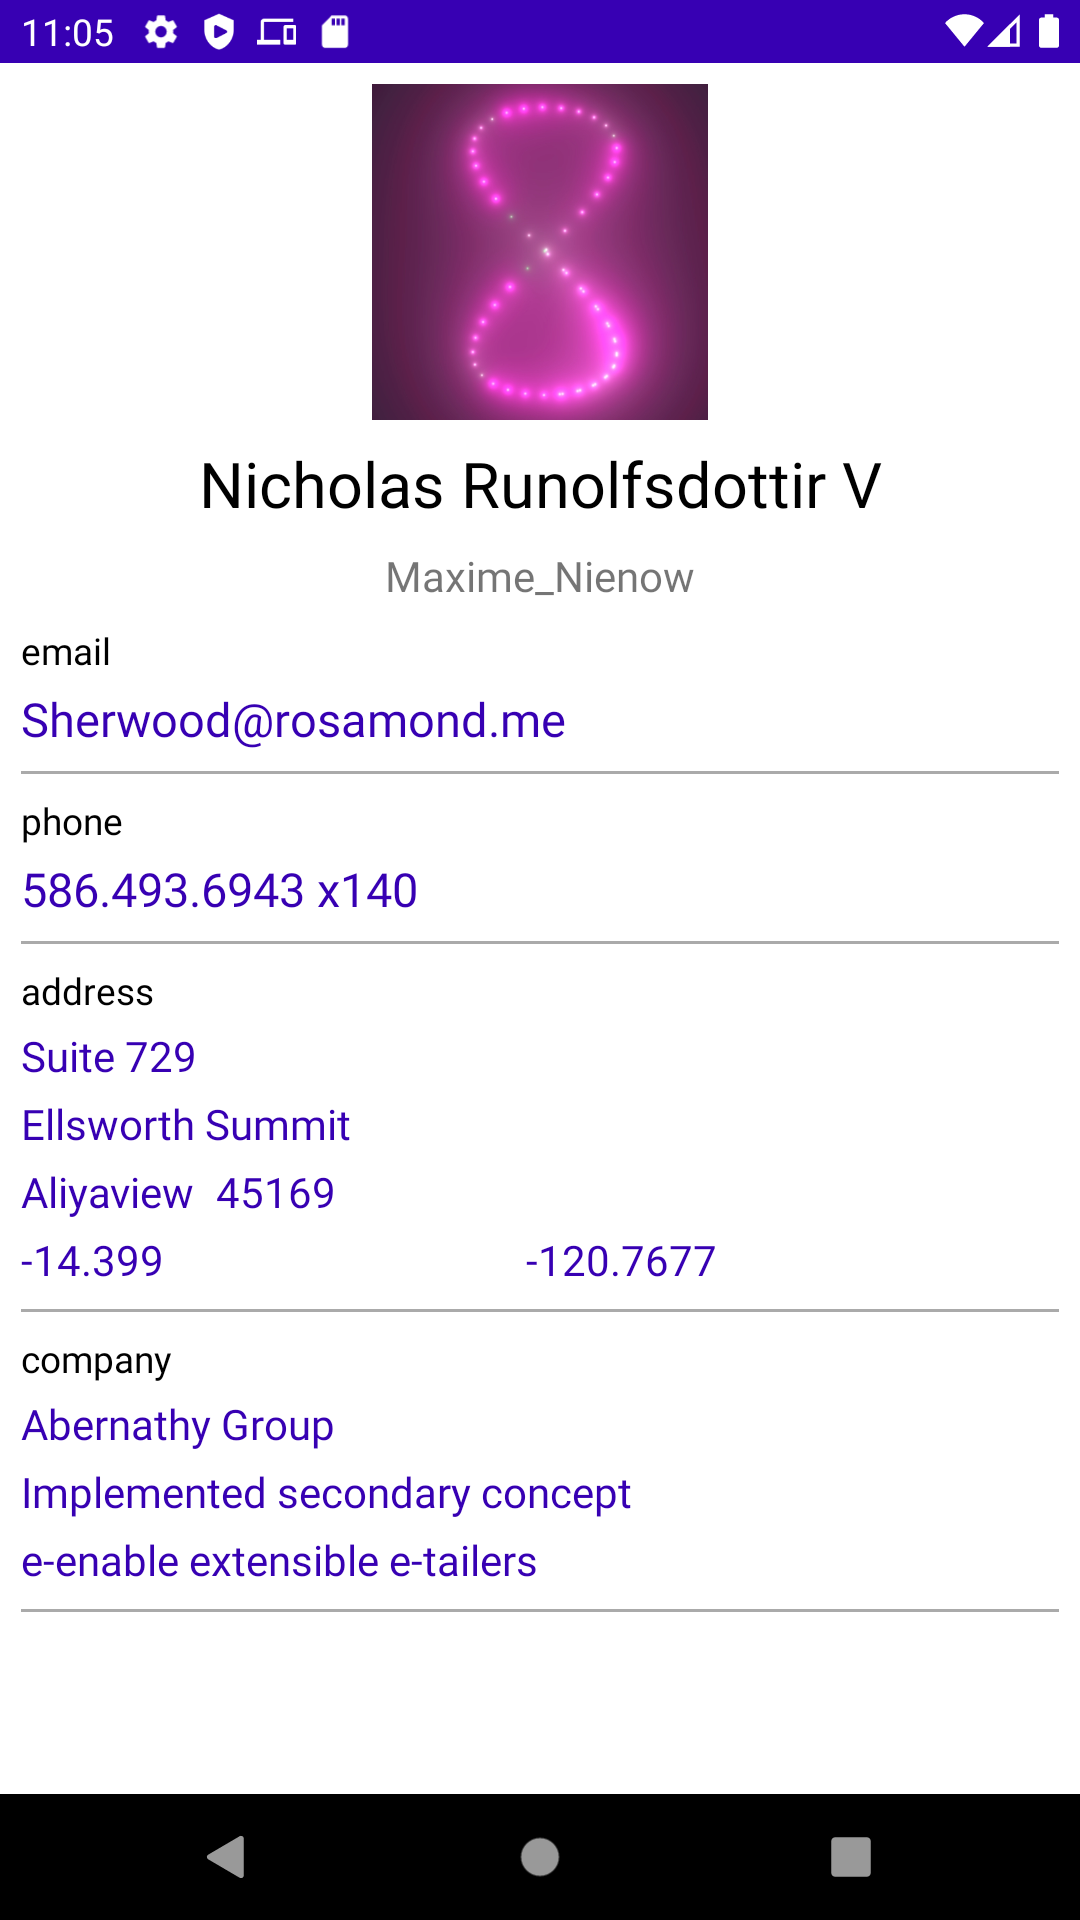 11:05
Nicholas Runolfsdottir V
Maxime_Nienow
email
Sherwood@rosamond.me
phone
586.493.6943 x140
address
Suite 729
Ellsworth Summit
Aliyaview 45169
-14.399 -120.7677
company
Abernathy Group
Implemented secondary concept
e-enable extensible e-tailers